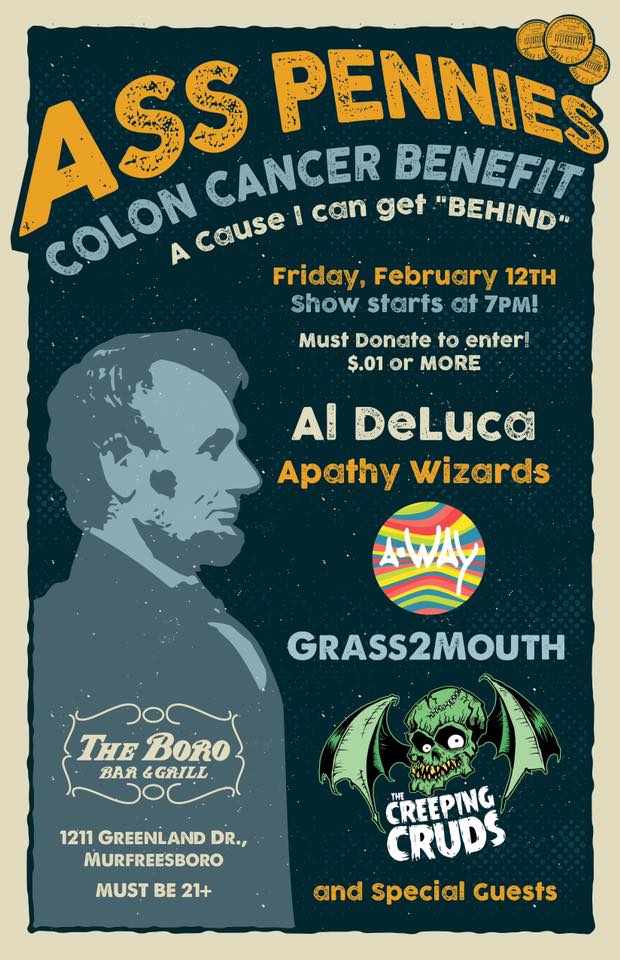 ASS PENNIES
COLON CANCER BENEFIT
A cause I can get "BEHIND"
Friday, February 12TH
Show starts at 7PM!
Must Donate to enter!
$.01 or MORE
Al DeLuca
Apathy Wizards
A-WAY
GRASS2MOUTH
THE
CREEPING
CRUDS
and Special Guests
THE BORO
BAR & GRILL
1211 GREENLAND DR.,
MURFREESBORO
MUST BE 21+